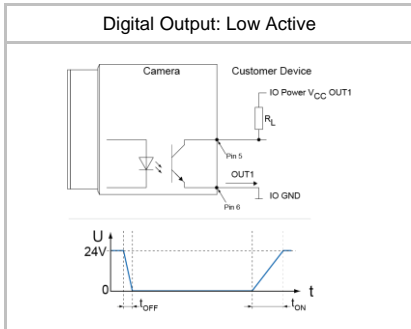 Digital Output: Low Active
Camera
Customer Device
IO Power VCC OUT1
RL
Pin 5
OUT1
IO GND
Pin 6
U
24V
0
t
tOFF
tON